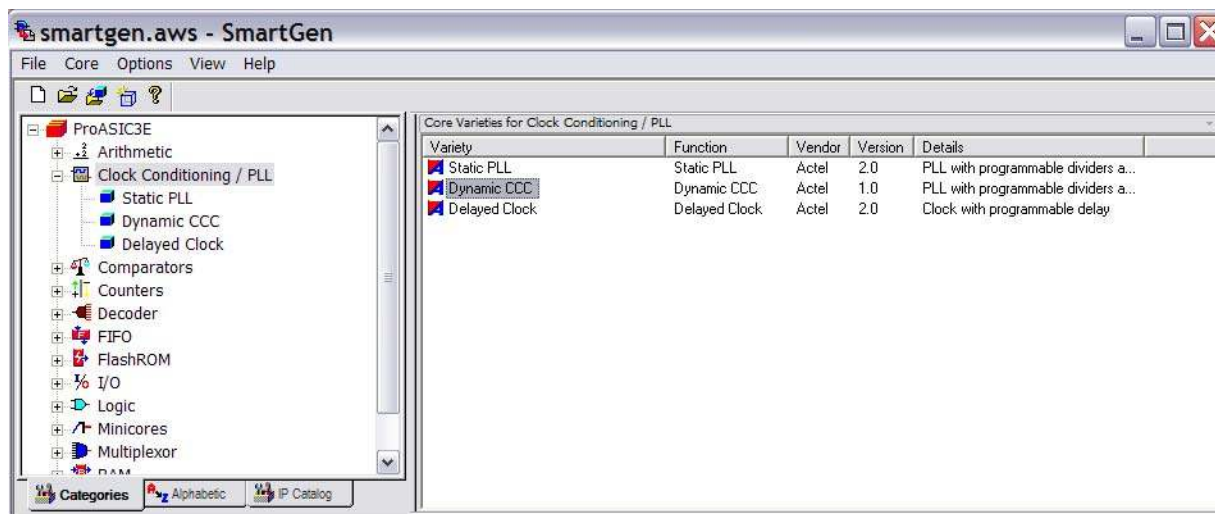 smartgen.aws - SmartGen
File Core Options View Help
ProASIC3E
Arithmetic
Clock Conditioning / PLL
Static PLL
Dynamic CCC
Delayed Clock
Comparators
Counters
Decoder
FIFO
FlashROM
I/O
Logic
Minicores
Multiplexor
RAM
Categories Alphabetic IP Catalog
Core Varieties for Clock Conditioning / PLL
Variety Function Vendor Version Details
Static PLL Static PLL Actel 2.0 PLL with programmable dividers a...
Dynamic CCC Dynamic CCC Actel 1.0 PLL with programmable dividers a...
Delayed Clock Delayed Clock Actel 2.0 Clock with programmable delay